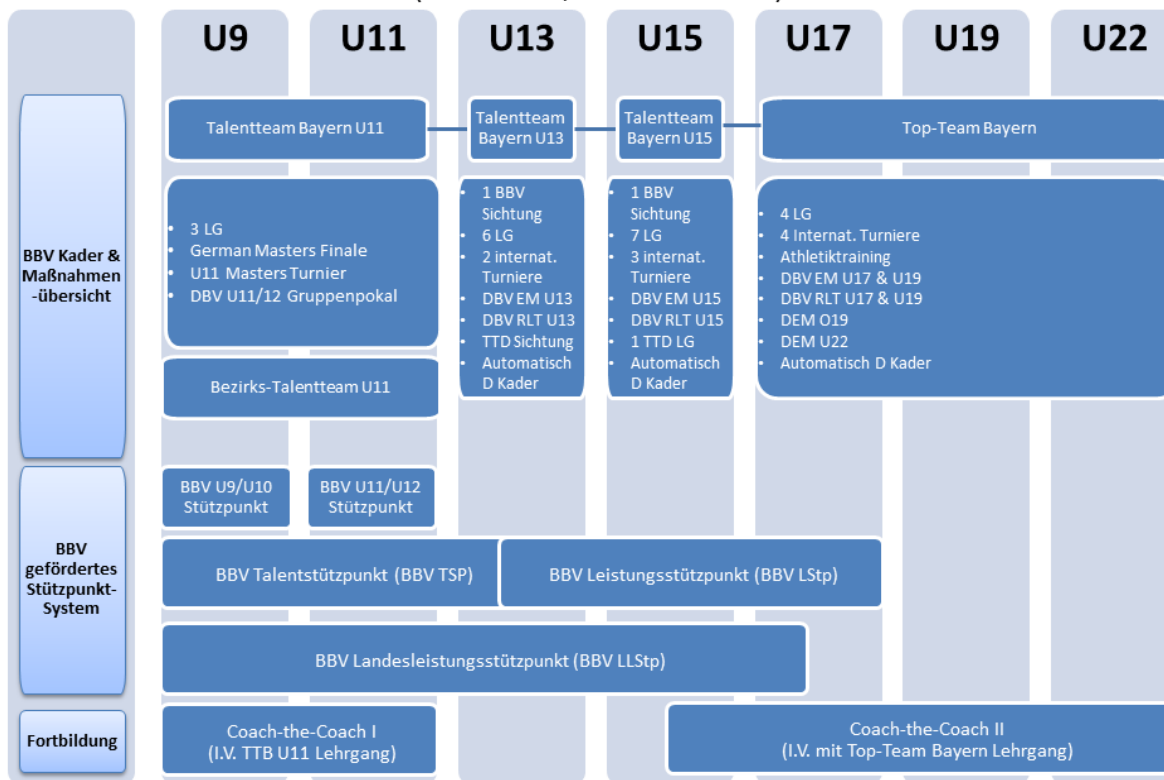 U9
U11
U13
U15
U17
U19
U22
BBV Kader &
Maßnahmen
-übersicht
Talentteam Bayern U11
Talentteam
Bayern U13
Talentteam
Bayern U15
Top-Team Bayern
• 3 LG
• German Masters Finale
• U11 Masters Turnier
• DBV U11/12 Gruppenpokal
• 1 BBV
Sichtung
• 6 LG
• 2 internat.
Turniere
• DBV EM U13
• DBV RLT U13
• TTD Sichtung
• Automatisch
D Kader
• 1 BBV
Sichtung
• 7 LG
• 3 internat.
Turniere
• DBV EM U15
• DBV RLT U15
• 1 TTD LG
• Automatisch
D Kader
• 4 LG
• 4 Internat. Turniere
• Athletiktraining
• DBV EM U17 & U19
• DBV RLT U17 & U19
• DEM O19
• DEM U22
• Automatisch D Kader
Bezirks-Talentteam U11
BBV
gefördertes
Stützpunkt-
System
BBV U9/U10
Stützpunkt
BBV U11/U12
Stützpunkt
BBV Talentstützpunkt (BBV TSP)
BBV Leistungsstützpunkt (BBV LStp)
BBV Landesleistungsstützpunkt (BBV LLStp)
Fortbildung
Coach-the-Coach I
(I.V. TTB U11 Lehrgang)
Coach-the-Coach II
(I.V. mit Top-Team Bayern Lehrgang)